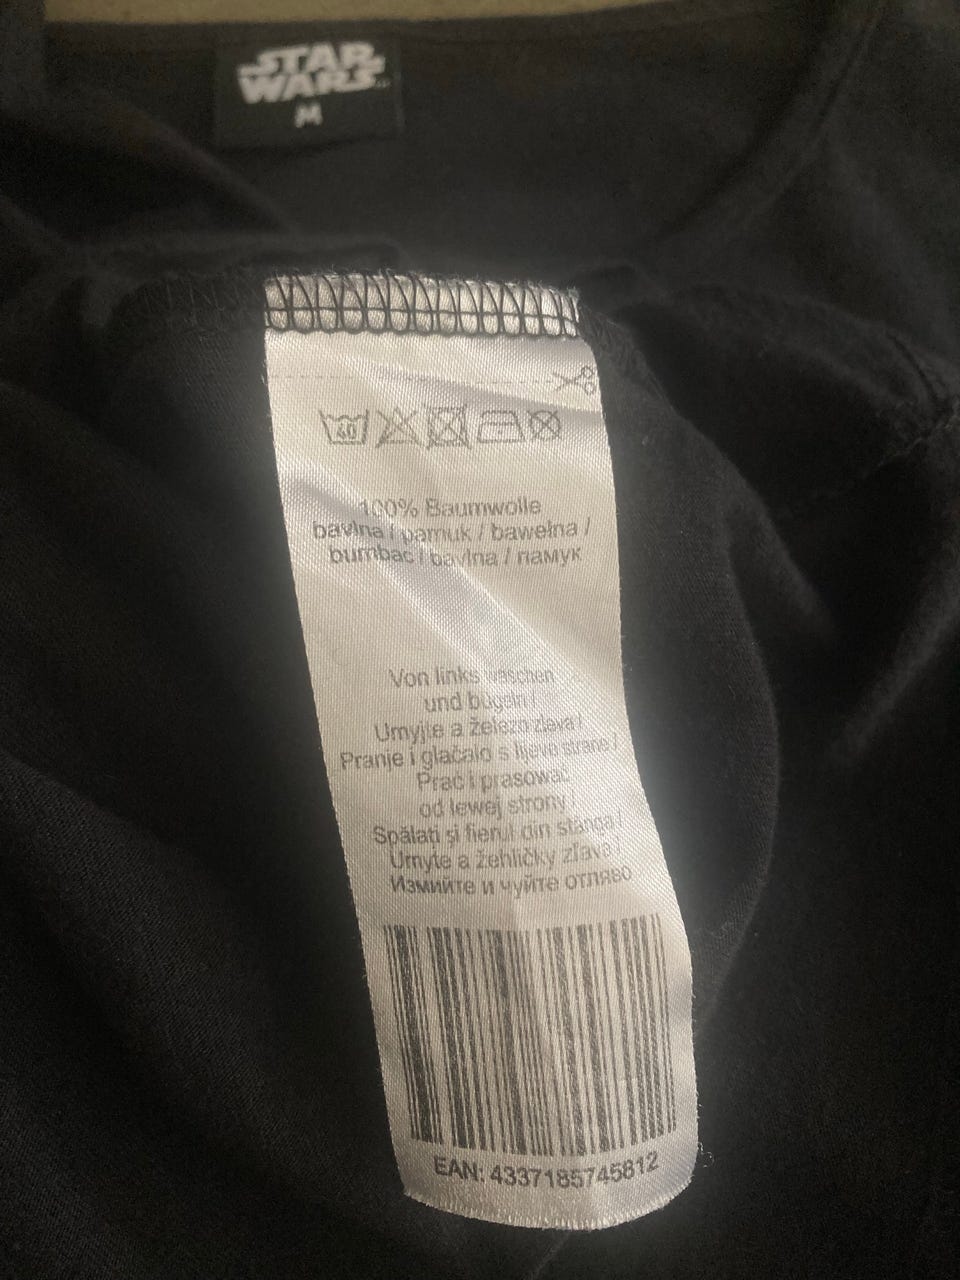 STAR
WARS
M
40
100% Baumwolle
bavlna / pamuk / bawełna /
bumbac / bavlna / памук
Von links waschen
und bügeln /
Umyjte a železo zleva /
Pranje i glačalo s lijeve strane /
Prać i prasować
od lewej strony /
Spălați și fierul din stânga /
Umyte a žehličky zľava /
Измийте и чуйте отляво
EAN: 4337185745812